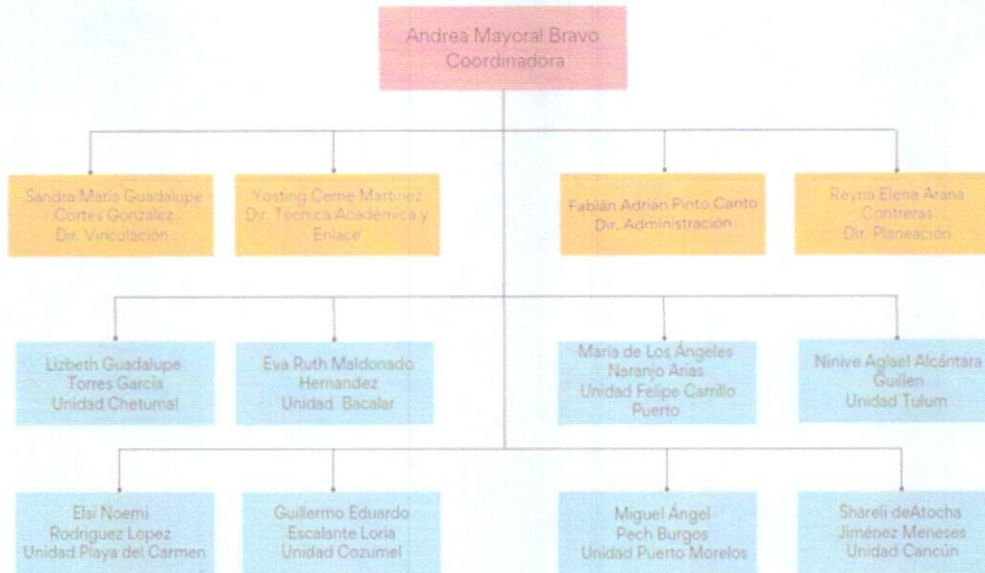 Andrea Mayoral Bravo
Coordinadora
Sandra María Guadalupe
Cortes González
Dir. Vinculación
Yosting Cerne Martínez
Dir. Técnica Académica y
Enlace
Fabián Adrián Pinto Canto
Dir. Administración
Reyna Elena Arana
Contreras
Dir. Planeación
Lizbeth Guadalupe
Torres García
Unidad Chetumal
Eva Ruth Maldonado
Hernandez
Unidad Bacalar
María de Los Ángeles
Naranjo Arias
Unidad Felipe Carrillo
Puerto
Ninive Aglael Alcántara
Guillen
Unidad Tulum
Elsi Noemi
Rodriguez Lopez
Unidad Playa del Carmen
Guillermo Eduardo
Escalante Loria
Unidad Cozumel
Miguel Ángel
Pech Burgos
Unidad Puerto Morelos
Shareli deAtocha
Jiménez Meneses
Unidad Cancún